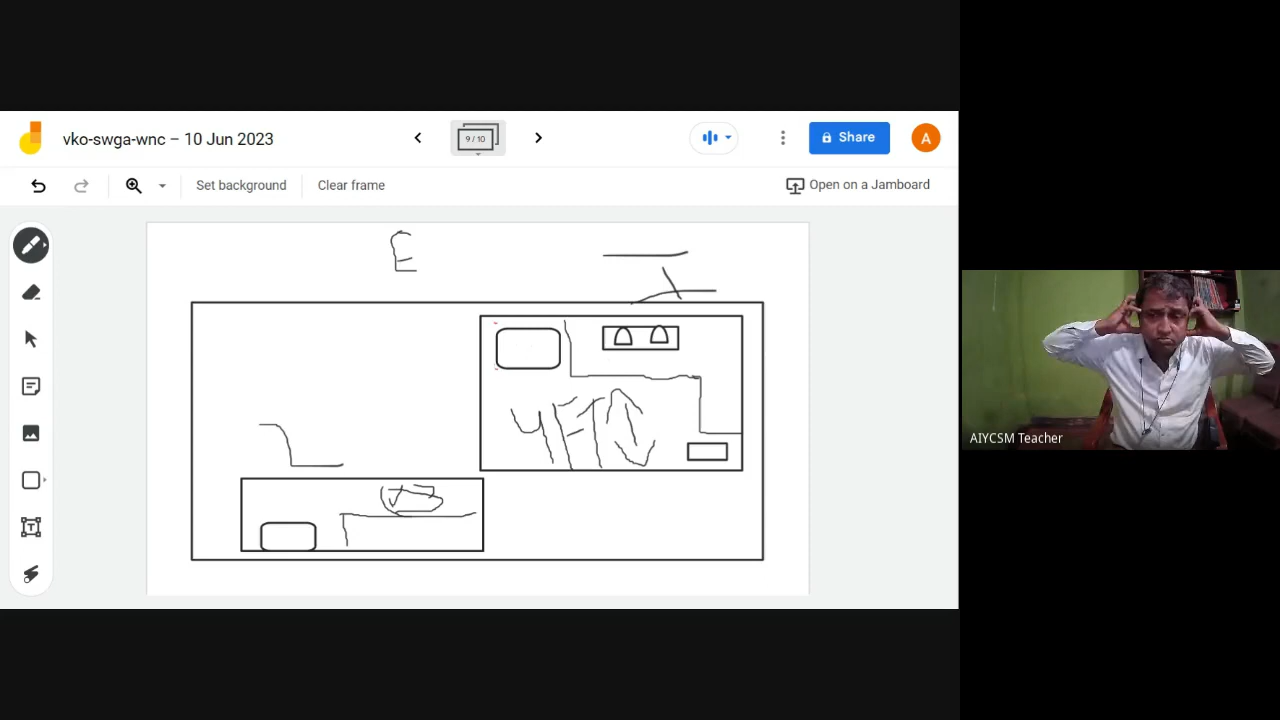 vko-swga-wnc – 10 Jun 2023
9 / 10
Share
A
Set background
Clear frame
Open on a Jamboard
E
T
AIYCSM Teacher